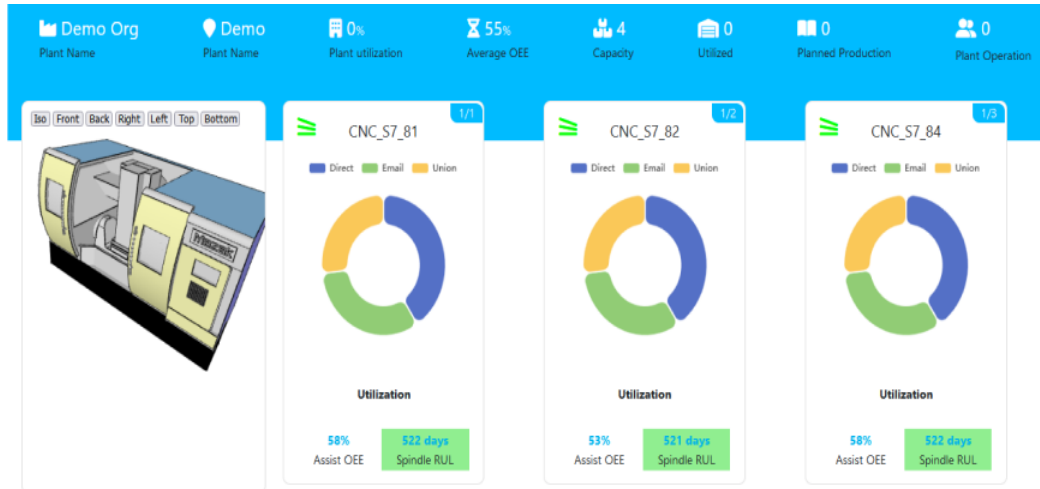 Demo Org
Plant Name
Demo
Plant Name
0%
Plant utilization
55%
Average OEE
4
Capacity
0
Utilized
0
Planned Production
0
Plant Operation
Iso Front Back Right Left Top Bottom
Mazak
1/1
CNC_S7_81
Direct Email Union
Utilization
58%
Assist OEE
522 days
Spindle RUL
1/2
CNC_S7_82
Direct Email Union
Utilization
53%
Assist OEE
521 days
Spindle RUL
1/3
CNC_S7_84
Direct Email Union
Utilization
58%
Assist OEE
522 days
Spindle RUL